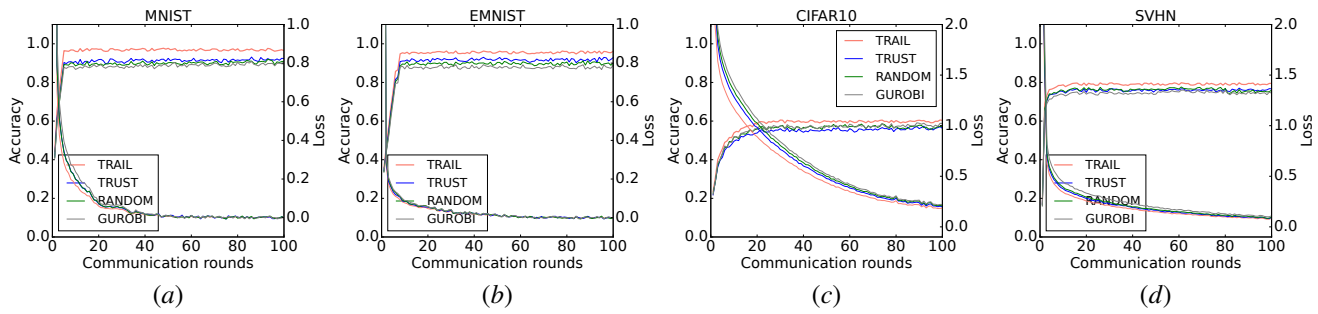 MNIST
1.0
0.8
0.6
0.4
0.2
0.0
Accuracy
1.0
0.8
0.6
0.4
0.2
0.0
Loss
TRAIL
TRUST
RANDOM
GUROBI
0 20 40 60 80 100
Communication rounds
(a)
EMNIST
1.0
0.8
0.6
0.4
0.2
0.0
Accuracy
1.0
0.8
0.6
0.4
0.2
0.0
Loss
TRAIL
TRUST
RANDOM
GUROBI
0 20 40 60 80 100
Communication rounds
(b)
CIFAR10
1.0
0.8
0.6
0.4
0.2
0.0
Accuracy
2.0
1.5
1.0
0.5
0.0
Loss
TRAIL
TRUST
RANDOM
GUROBI
0 20 40 60 80 100
Communication rounds
(c)
SVHN
1.0
0.8
0.6
0.4
0.2
0.0
Accuracy
2.0
1.5
1.0
0.5
0.0
Loss
TRAIL
TRUST
RANDOM
GUROBI
0 20 40 60 80 100
Communication rounds
(d)